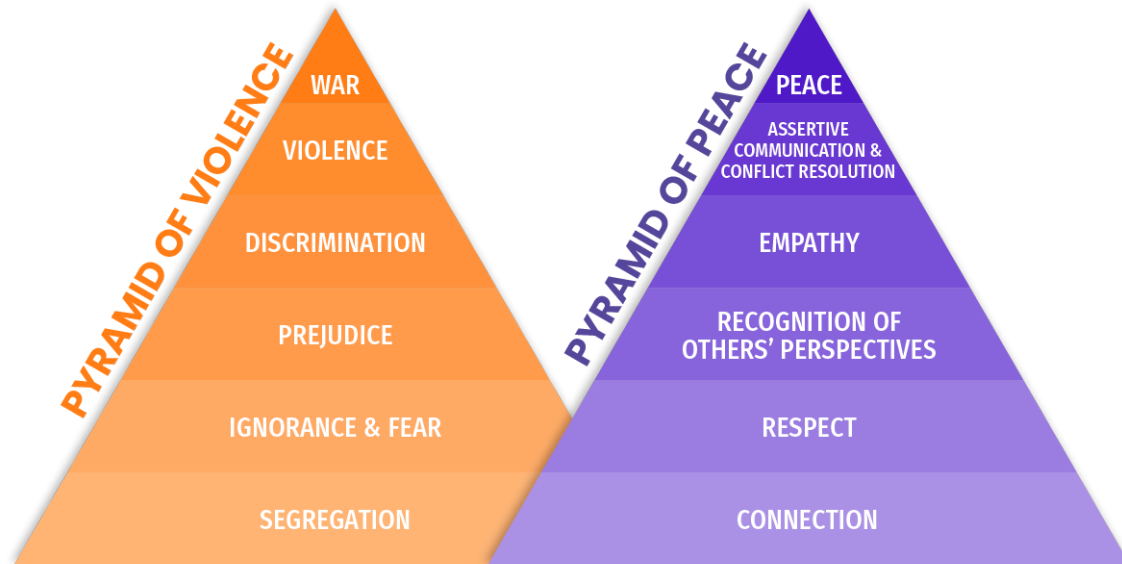 PYRAMID OF VIOLENCE
WAR
VIOLENCE
DISCRIMINATION
PREJUDICE
IGNORANCE & FEAR
SEGREGATION
PYRAMID OF PEACE
PEACE
ASSERTIVE
COMMUNICATION &
CONFLICT RESOLUTION
EMPATHY
RECOGNITION OF
OTHERS’ PERSPECTIVES
RESPECT
CONNECTION